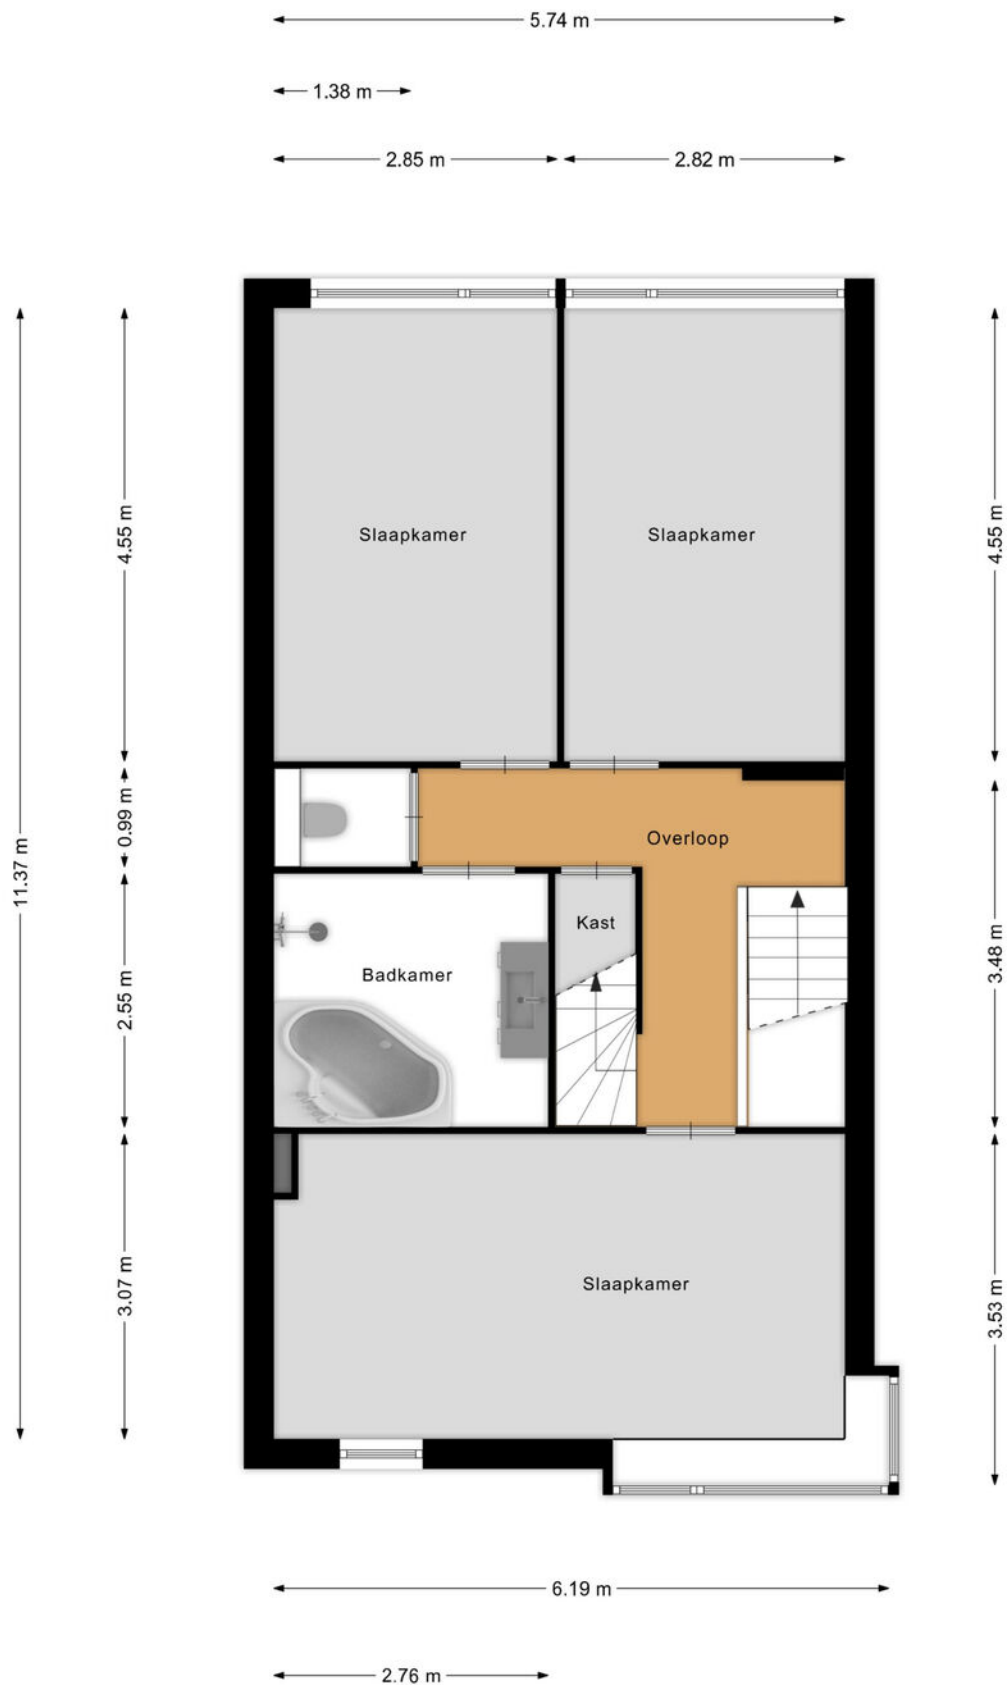 5.74 m
1.38 m
2.85 m
2.82 m
4.55 m
4.55 m
Slaapkamer
Slaapkamer
0.99 m
11.37 m
Overloop
Kast
3.48 m
Badkamer
2.55 m
3.07 m
Slaapkamer
3.53 m
6.19 m
2.76 m